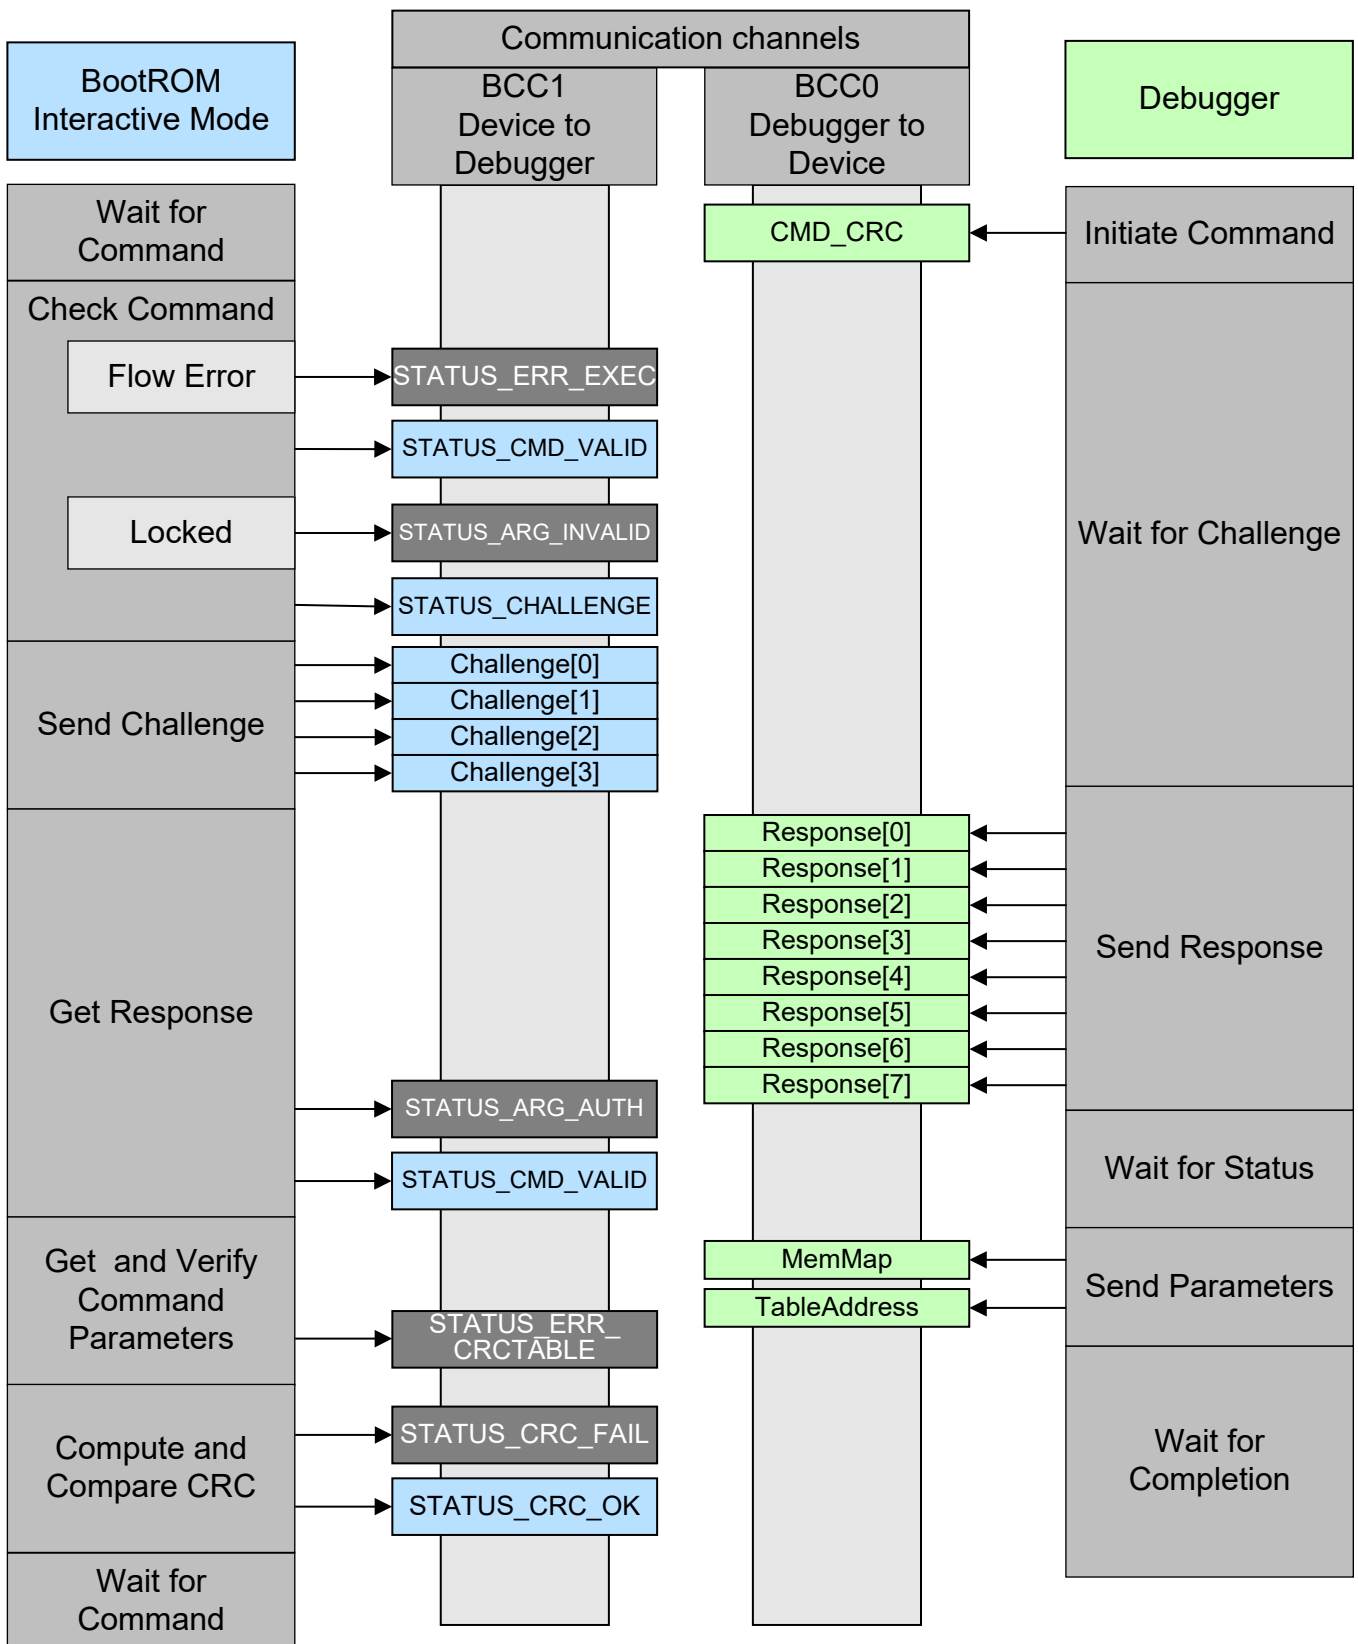 Communication channels
BootROM
Interactive Mode
BCC1
Device to
Debugger
BCC0
Debugger to
Device
Debugger
Wait for
Command
CMD_CRC
Initiate Command
Check Command
Flow Error
STATUS_ERR_EXEC
STATUS_CMD_VALID
Locked
STATUS_ARG_INVALID
Wait for Challenge
STATUS_CHALLENGE
Send Challenge
Challenge[0]
Challenge[1]
Challenge[2]
Challenge[3]
Response[0]
Response[1]
Response[2]
Response[3]
Response[4]
Response[5]
Response[6]
Response[7]
Send Response
Get Response
STATUS_ARG_AUTH
STATUS_CMD_VALID
Wait for Status
Get  and Verify
Command
Parameters
MemMap
TableAddress
Send Parameters
STATUS_ERR_
CRCTABLE
Compute and
Compare CRC
STATUS_CRC_FAIL
STATUS_CRC_OK
Wait for
Completion
Wait for
Command